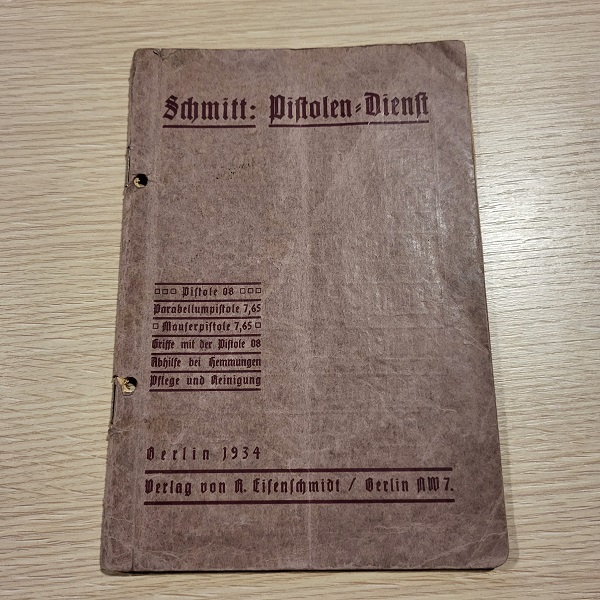 Schmitt: Pistolen-Dienst
Pistole 08
Parabellumpistole 7,65
Mauserpistole 7,65
Griffe mit der Pistole 08
Abhilfe bei Hemmungen
Pflege und Reinigung
Berlin 1934
Verlag von R. Eisenschmidt / Berlin NW 7.